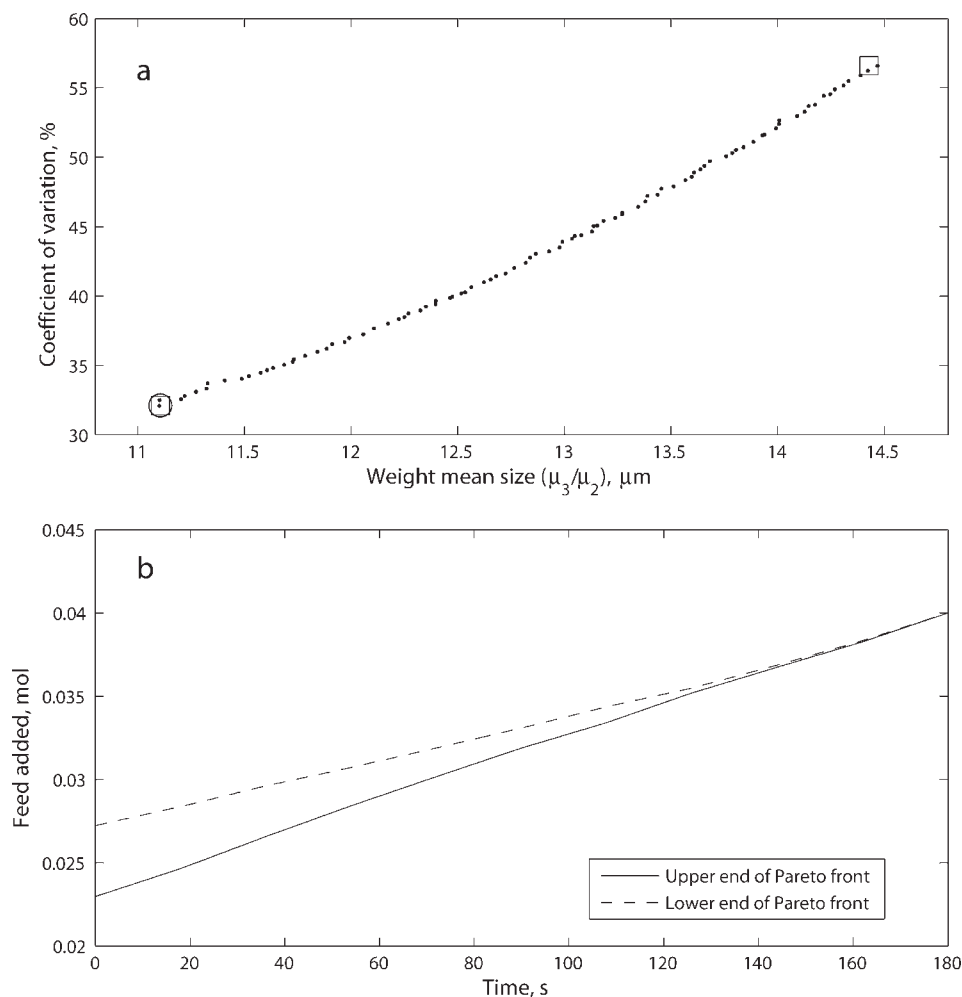 60
55
50
45
40
35
30
Coefficient of variation, %
a
11 11.5 12 12.5 13 13.5 14 14.5
Weight mean size (μ3/μ2), μm
0.045
0.04
0.035
0.03
0.025
0.02
Feed added, mol
b
Upper end of Pareto front
Lower end of Pareto front
0 20 40 60 80 100 120 140 160 180
Time, s